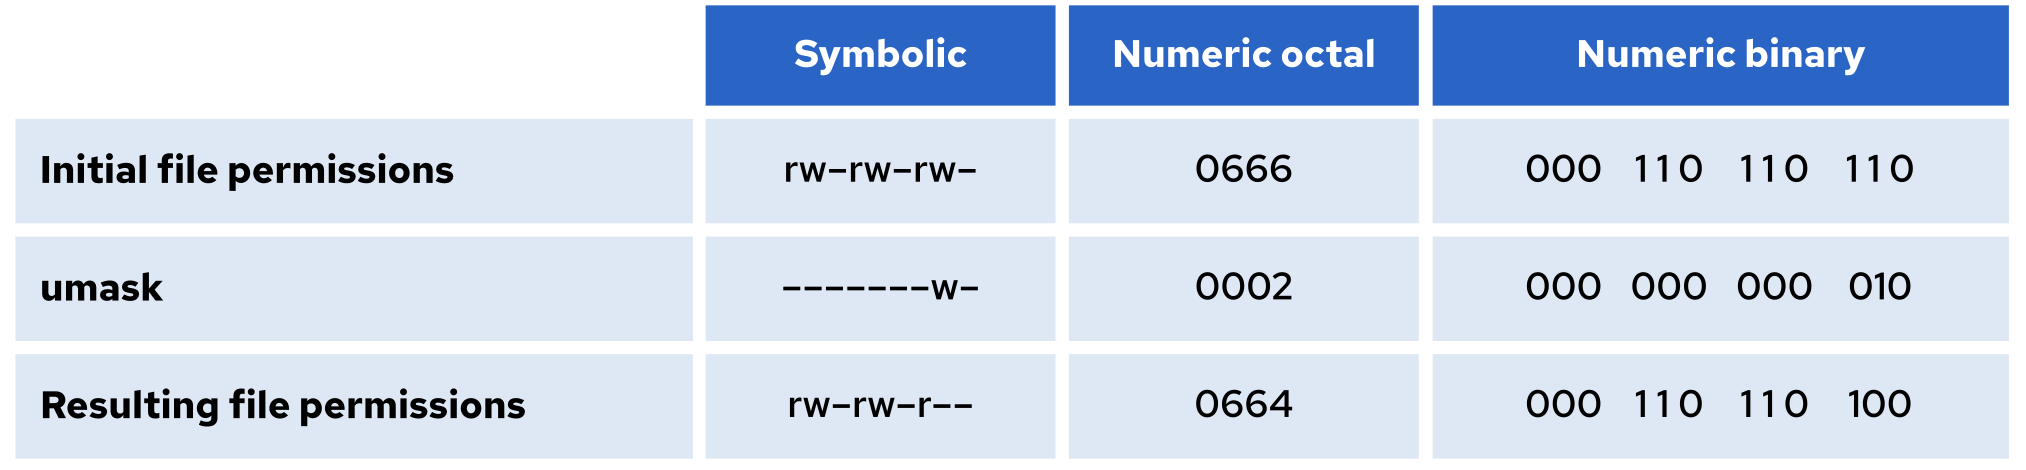 Symbolic Numeric octal Numeric binary
Initial file permissions rw–rw–rw– 0666 000 110 110 110
umask –––––––w– 0002 000 000 000 010
Resulting file permissions rw–rw–r–– 0664 000 110 110 100